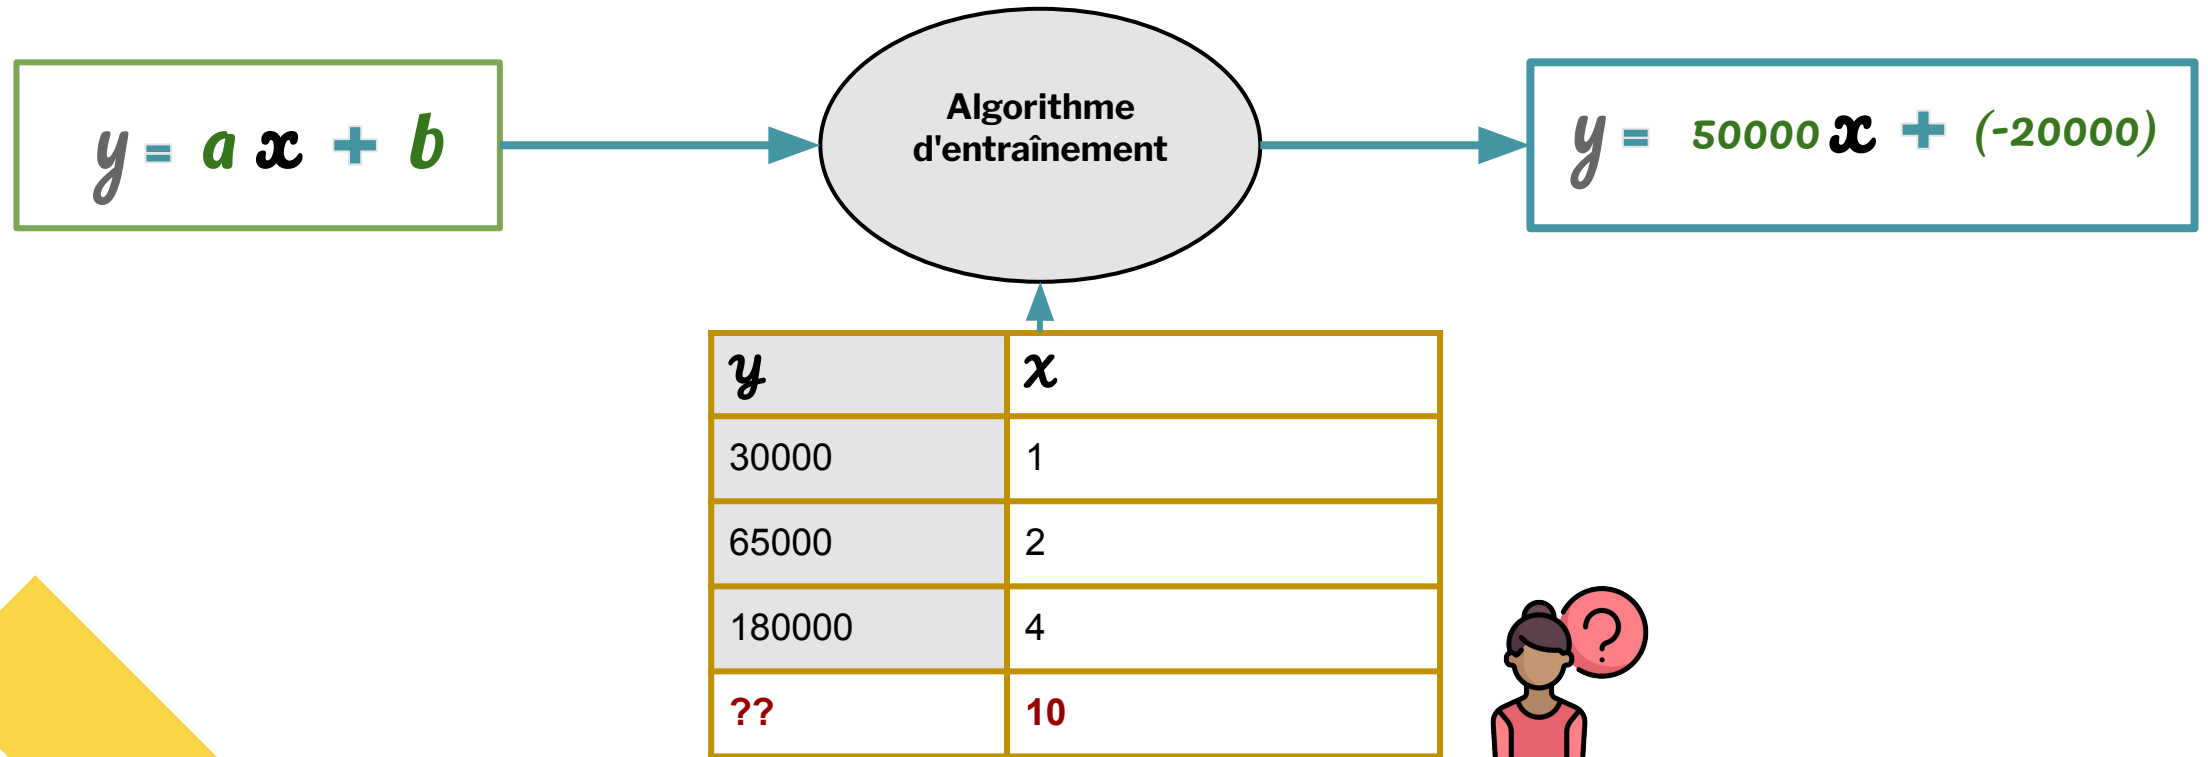 y = a x + b
Algorithme
d'entraînement
y = 50000 x + (-20000)
y x
30000 1
65000 2
180000 4
?? 10
?